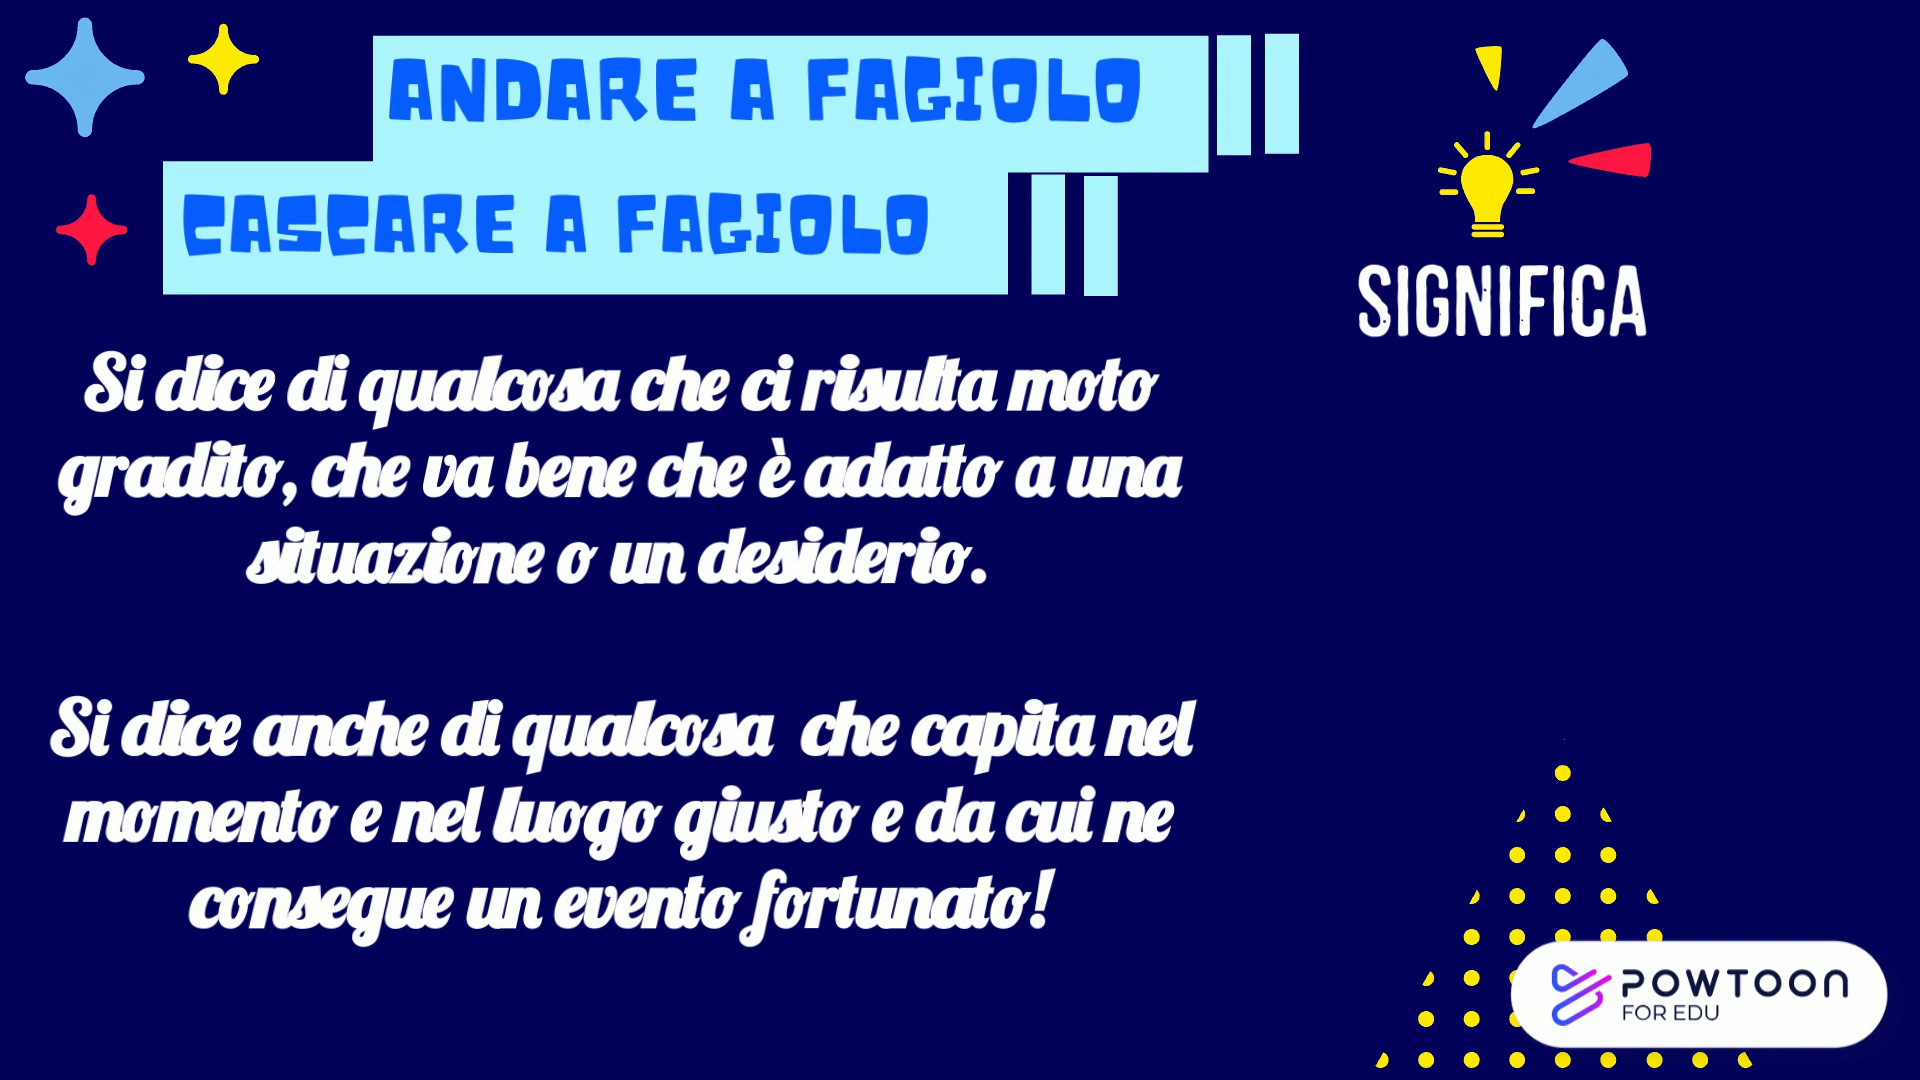 ANDARE A FAGIOLO
CASCARE A FAGIOLO
SIGNIFICA
Si dice di qualcosa che ci risulta moto
gradito, che va bene che è adatto a una
situazione o un desiderio.
Si dice anche di qualcosa che capita nel
momento e nel luogo giusto e da cui ne
consegue un evento fortunato!
POWTOON
FOR EDU